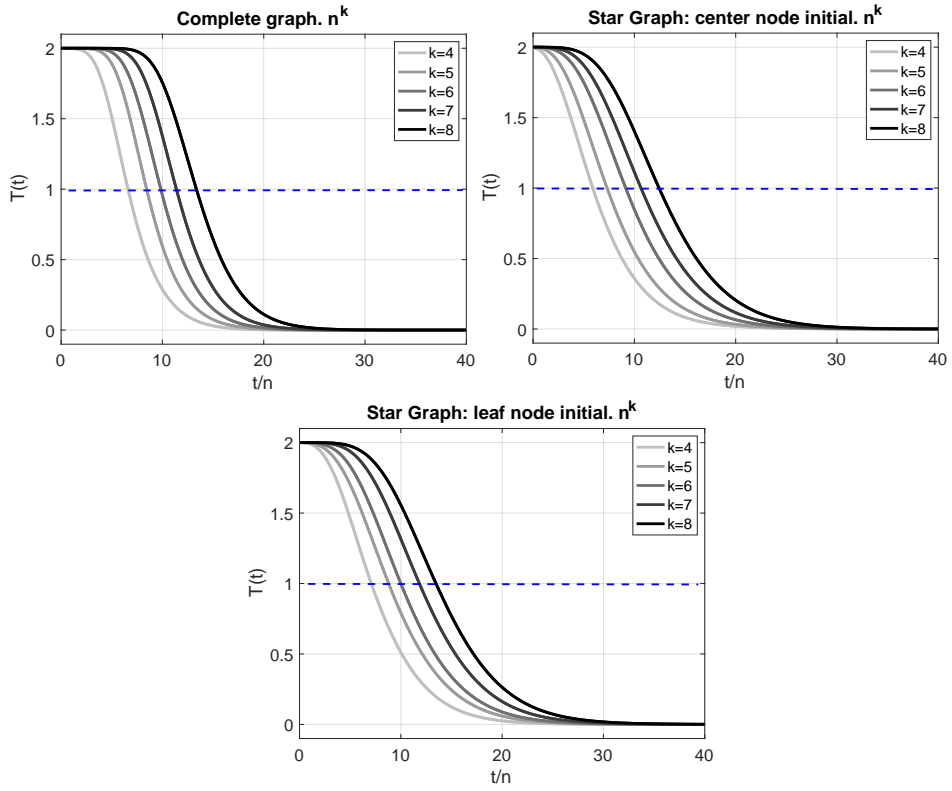 Complete graph. n^k
T(t)
2
1.5
1
0.5
0
0 10 20 30 40
t/n
k=4
k=5
k=6
k=7
k=8
Star Graph: center node initial. n^k
T(t)
2
1.5
1
0.5
0
0 10 20 30 40
t/n
k=4
k=5
k=6
k=7
k=8
Star Graph: leaf node initial. n^k
T(t)
2
1.5
1
0.5
0
0 10 20 30 40
t/n
k=4
k=5
k=6
k=7
k=8